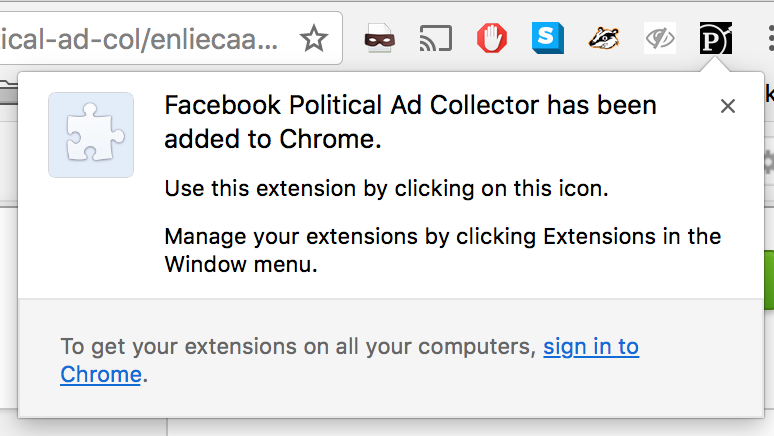 ical-ad-col/enliecaa...
Facebook Political Ad Collector has been
added to Chrome.
Use this extension by clicking on this icon.
Manage your extensions by clicking Extensions in the
Window menu.
To get your extensions on all your computers, sign in to
Chrome.